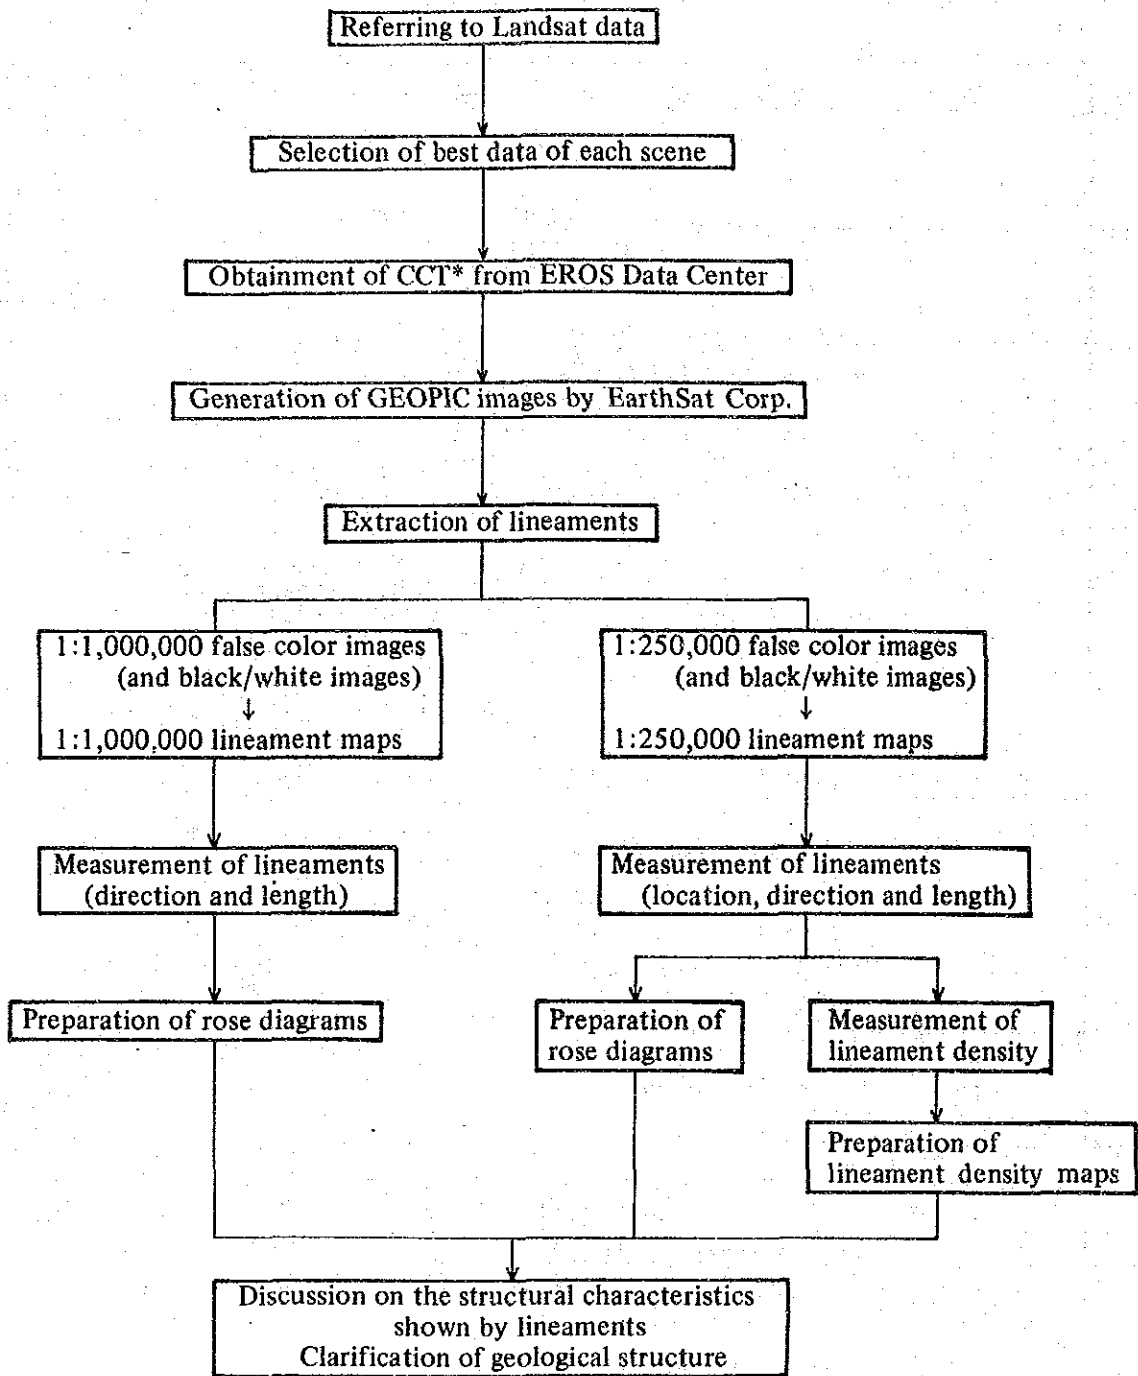 Referring to Landsat data
Selection of best data of each scene
Obtainment of CCT* from EROS Data Center
Generation of GEOPIC images by EarthSat Corp.
Extraction of lineaments
1:1,000,000 false color images
(and black/white images)
↓
1:1,000,000 lineament maps
1:250,000 false color images
(and black/white images)
↓
1:250,000 lineament maps
Measurement of lineaments
(direction and length)
Measurement of lineaments
(location, direction and length)
Preparation of rose diagrams
Preparation of
rose diagrams
Measurement of
lineament density
Preparation of
lineament density maps
Discussion on the structural characteristics
shown by lineaments
Clarification of geological structure